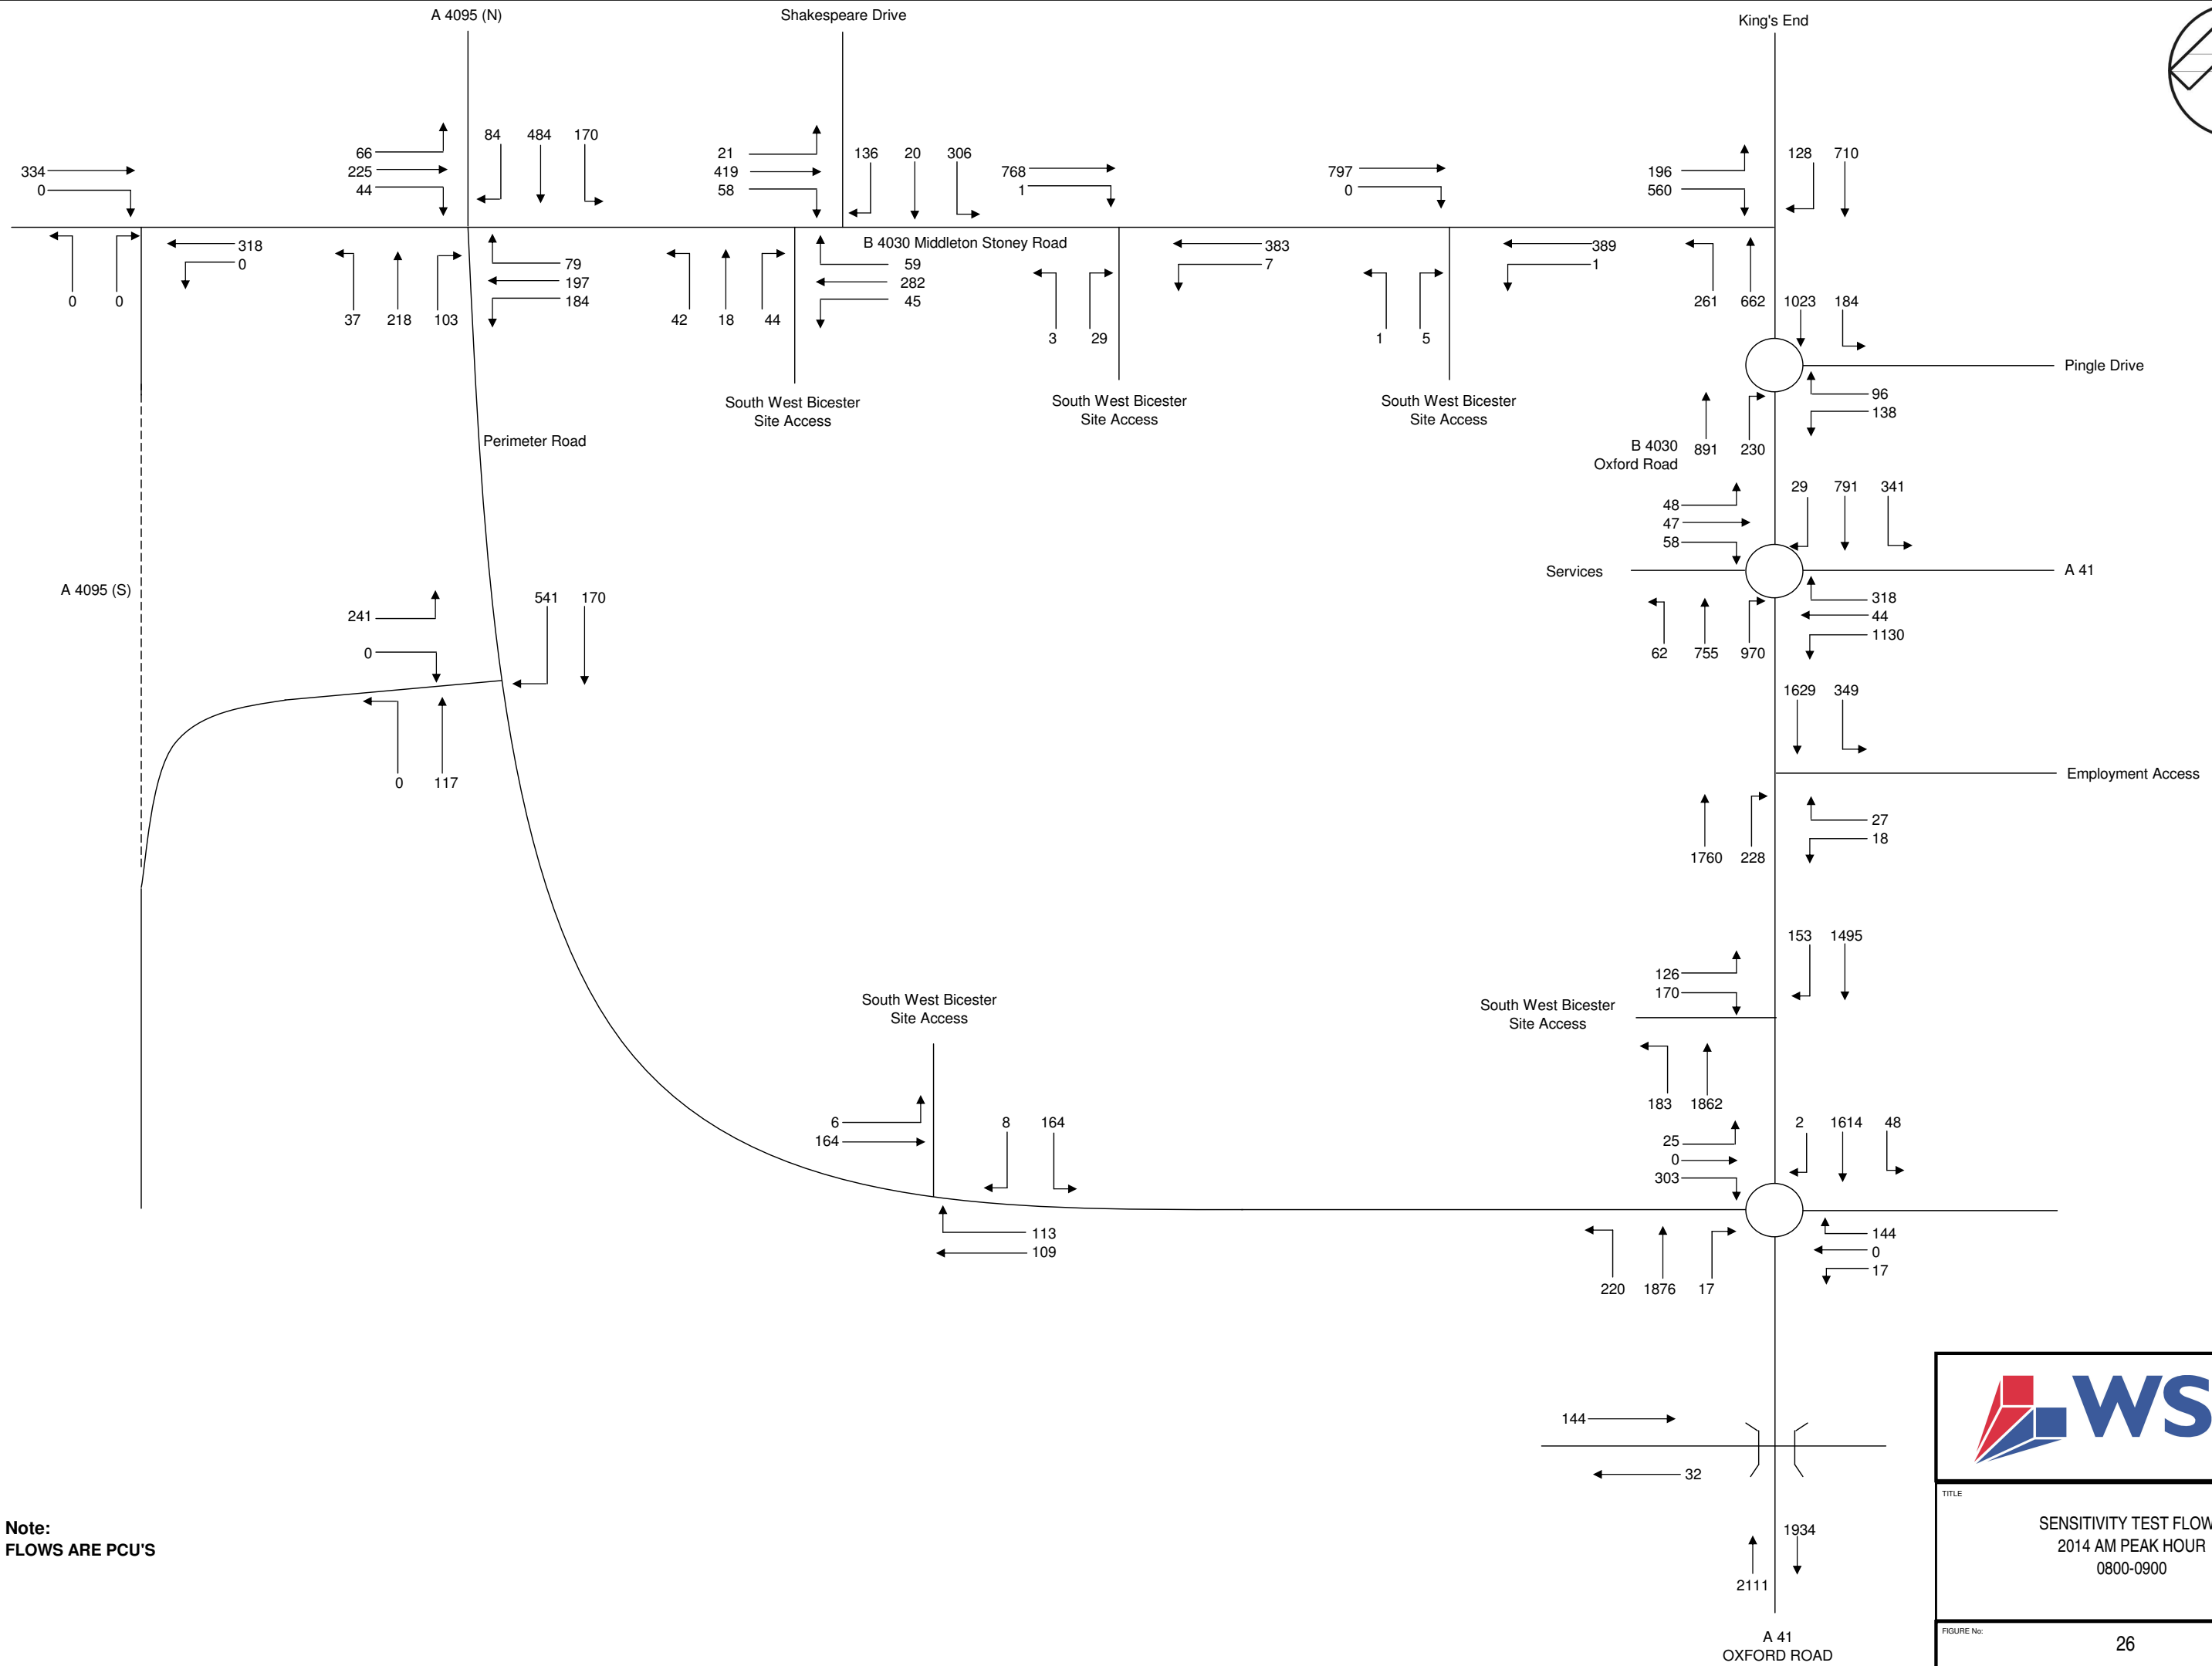 A 4095 (N)
Shakespeare Drive
King's End
66
225
44
84 484 170
334
0
21
419
58
136 20 306
768
1
797
0
196
560
128 710
B 4030 Middleton Stoney Road
318
0
0 0
37 218 103
79
197
184
42 18 44
59
282
45
383
7
3 29
389
1
1 5
261 662
1023 184
Pingle Drive
96
138
South West Bicester
Site Access
South West Bicester
Site Access
South West Bicester
Site Access
B 4030
Oxford Road
891 230
Perimeter Road
48
47
58
29 791 341
Services
A 41
318
44
1130
62 755 970
A 4095 (S)
241
0
541 170
0 117
1629 349
Employment Access
27
18
1760 228
153 1495
126
170
South West Bicester
Site Access
183 1862
South West Bicester
Site Access
6
164
8 164
113
109
25
0
303
2 1614 48
220 1876 17
144
0
17
144
32
1934
2111
A 41
OXFORD ROAD
Note:
FLOWS ARE PCU'S
WS
TITLE
SENSITIVITY TEST FLOW
2014 AM PEAK HOUR
0800-0900
FIGURE No:
26